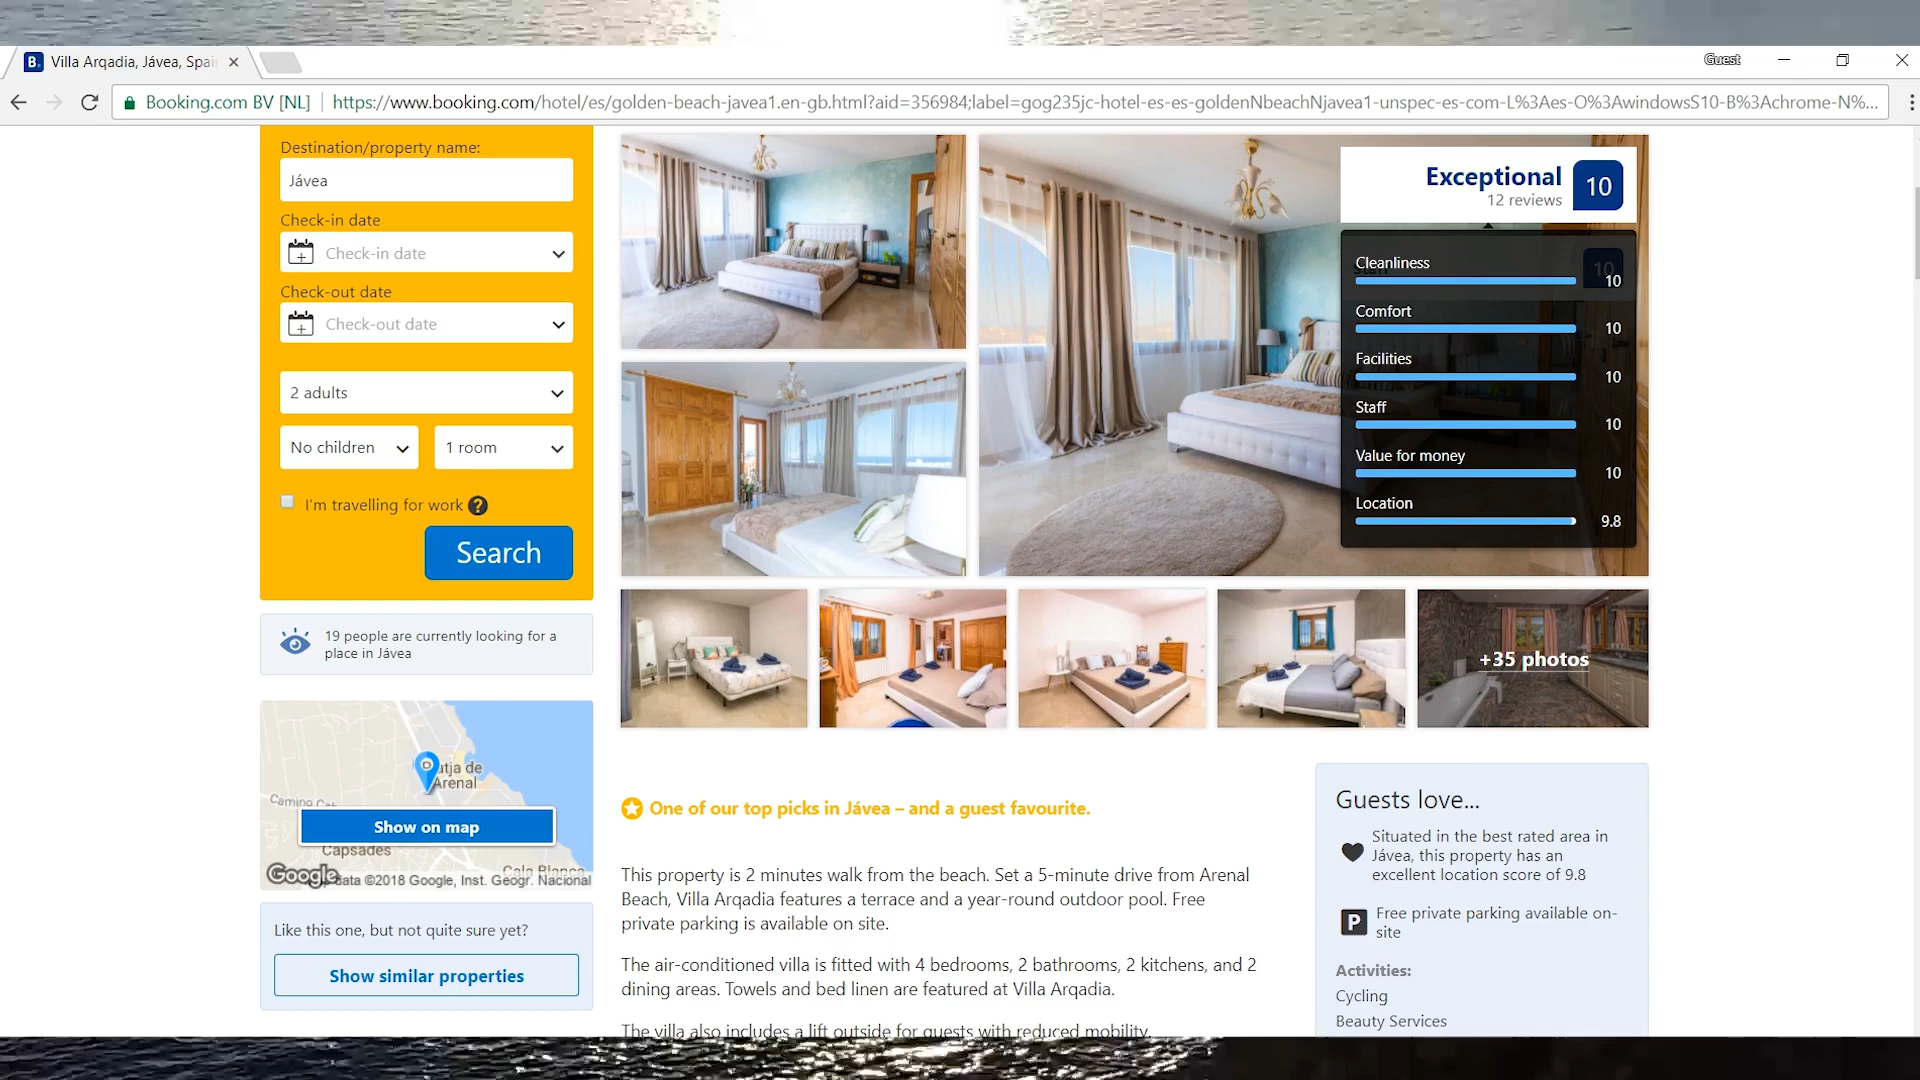 Villa Arqadia, Jávea, Spai
Guest
Booking.com BV [NL]
https://www.booking.com/hotel/es/golden-beach-javea1.en-gb.html?aid=356984;label=gog235jc-hotel-es-es-goldenNbeachNjavea1-unspec-es-com-L%3Aes-O%3AwindowsS10-B%3Achrome-N%...
Destination/property name:
Jávea
Check-in date
Check-in date
Check-out date
Check-out date
2 adults
No children
1 room
I'm travelling for work
Search
19 people are currently looking for a
place in Jávea
atja de
Arenal
Show on map
Capsades
Cala Blanca
Google
data ©2018 Google, Inst. Geogr. Nacional
Like this one, but not quite sure yet?
Show similar properties
Exceptional
12 reviews
10
Cleanliness
10
Comfort
10
Facilities
10
Staff
10
Value for money
10
Location
9.8
+35 photos
One of our top picks in Jávea – and a guest favourite.
This property is 2 minutes walk from the beach. Set a 5-minute drive from Arenal
Beach, Villa Arqadia features a terrace and a year-round outdoor pool. Free
private parking is available on site.
The air-conditioned villa is fitted with 4 bedrooms, 2 bathrooms, 2 kitchens, and 2
dining areas. Towels and bed linen are featured at Villa Arqadia.
The villa also includes a lift outside for guests with reduced mobility.
Guests love...
Situated in the best rated area in
Jávea, this property has an
excellent location score of 9.8
P
Free private parking available on-
site
Activities:
Cycling
Beauty Services